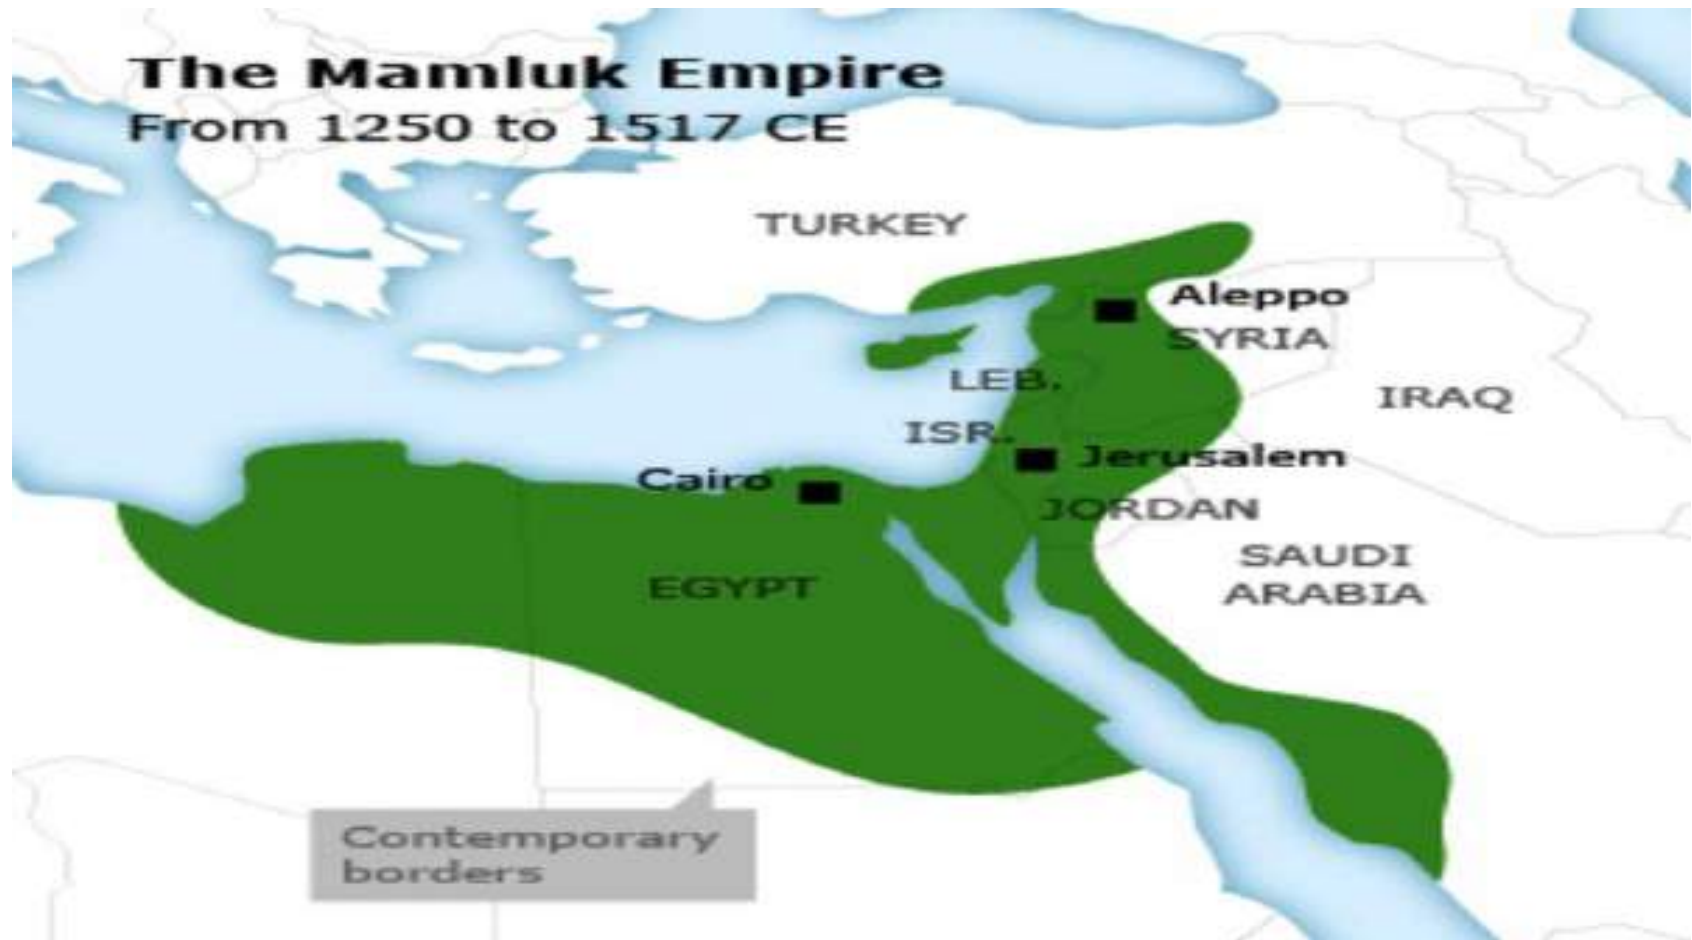 The Mamluk Empire
From 1250 to 1517 CE
TURKEY
Aleppo
SYRIA
LEB.
IRAQ
ISR.
Jerusalem
Cairo
JORDAN
SAUDI
ARABIA
EGYPT
Contemporary
borders